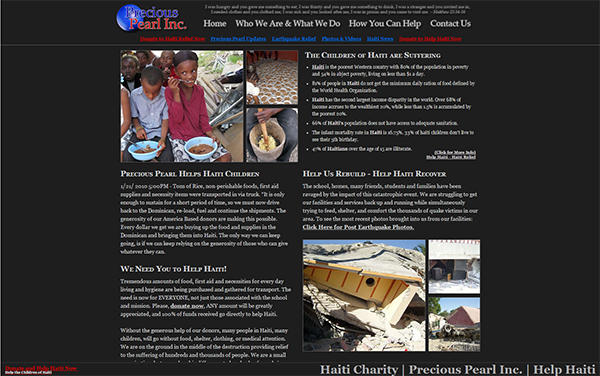 I was hungry and you gave me something to eat, I was thirsty and you gave me something to drink, I was a stranger and you invited me in,
I needed clothes and you clothed me, I was sick and you looked after me, I was in prison and you came to visit me. - Mathew 25:34-36
Precious
Pearl Inc.
Home Who We Are & What We Do How You Can Help Contact Us
Donate to Haiti Relief Now Precious Pearl Updates Earthquake Relief Photos & Videos Haiti News Donate to Help Haiti Now
The Children of Haiti are Suffering
Haiti is the poorest Western country with 80% of the population in poverty
and 54% in abject poverty, living on less than $1 a day.
81% of people in Haiti do not get the minimum daily ration of food defined by
the World Health Organization.
Haiti has the second largest income disparity in the world. Over 68% of
income accrues to the wealthiest 20%, while less than 1.5% is accumulated by
the poorest 20%.
66% of Haiti's population does not have access to adequate sanitation.
The infant mortality rate in Haiti is 16.75%. 33% of haiti children don't live to
see their 5th birthday.
47% of Haitians over the age of 15 are illiterate.
(Click for More Info)
Help Haiti - Haiti Relief
Precious Pearl Helps Haiti Children
1/21/ 2010 5:00PM - Tons of Rice, non-perishable foods, first aid
supplies and necessity items were transported in via truck. "It is only
enough to sustain for a short period of time, so we must now drive
back to the Dominican, re-load, fuel and continue the shipments. The
generosity of our America Based donors are making this possible.
Every dollar we get we are buying up the food and supplies in the
Dominican and bringing them into Haiti. The only way we can keep
going, is if we can keep relying on the generosity of those who can give
whatever they can.
Help Us Rebuild - Help Haiti Recover
The school, homes, many friends, students and families have been
ravaged by the impact of this catastrophic event. We are struggling to get
our facilities and services back up and running while simultaneously
trying to feed, shelter, and comfort the thousands of quake victims in our
area. To see the most recent photos brought into us from our facilities:
Click Here for Post Earthquake Photos.
We Need You to Help Haiti!
Tremendous amounts of food, first aid and necessities for every day
living and hygiene are being purchased and gathered for transport. The
need is now for EVERYONE, not just those associated with the school
and mission. Please, donate now, ANY amount will be greatly
appreciated, and 100% of funds received go directly to help Haiti.
Without the generous help of our donors, many people in Haiti, many
children, will go without food, shelter, clothing, or medical attention.
We are on the ground in the middle of the destruction providing relief
to the suffering of hundreds and thousands of people. We are a small
Donate and Help Haiti Now
Help the Children of Haiti
Haiti Charity | Precious Pearl Inc. | Help Haiti